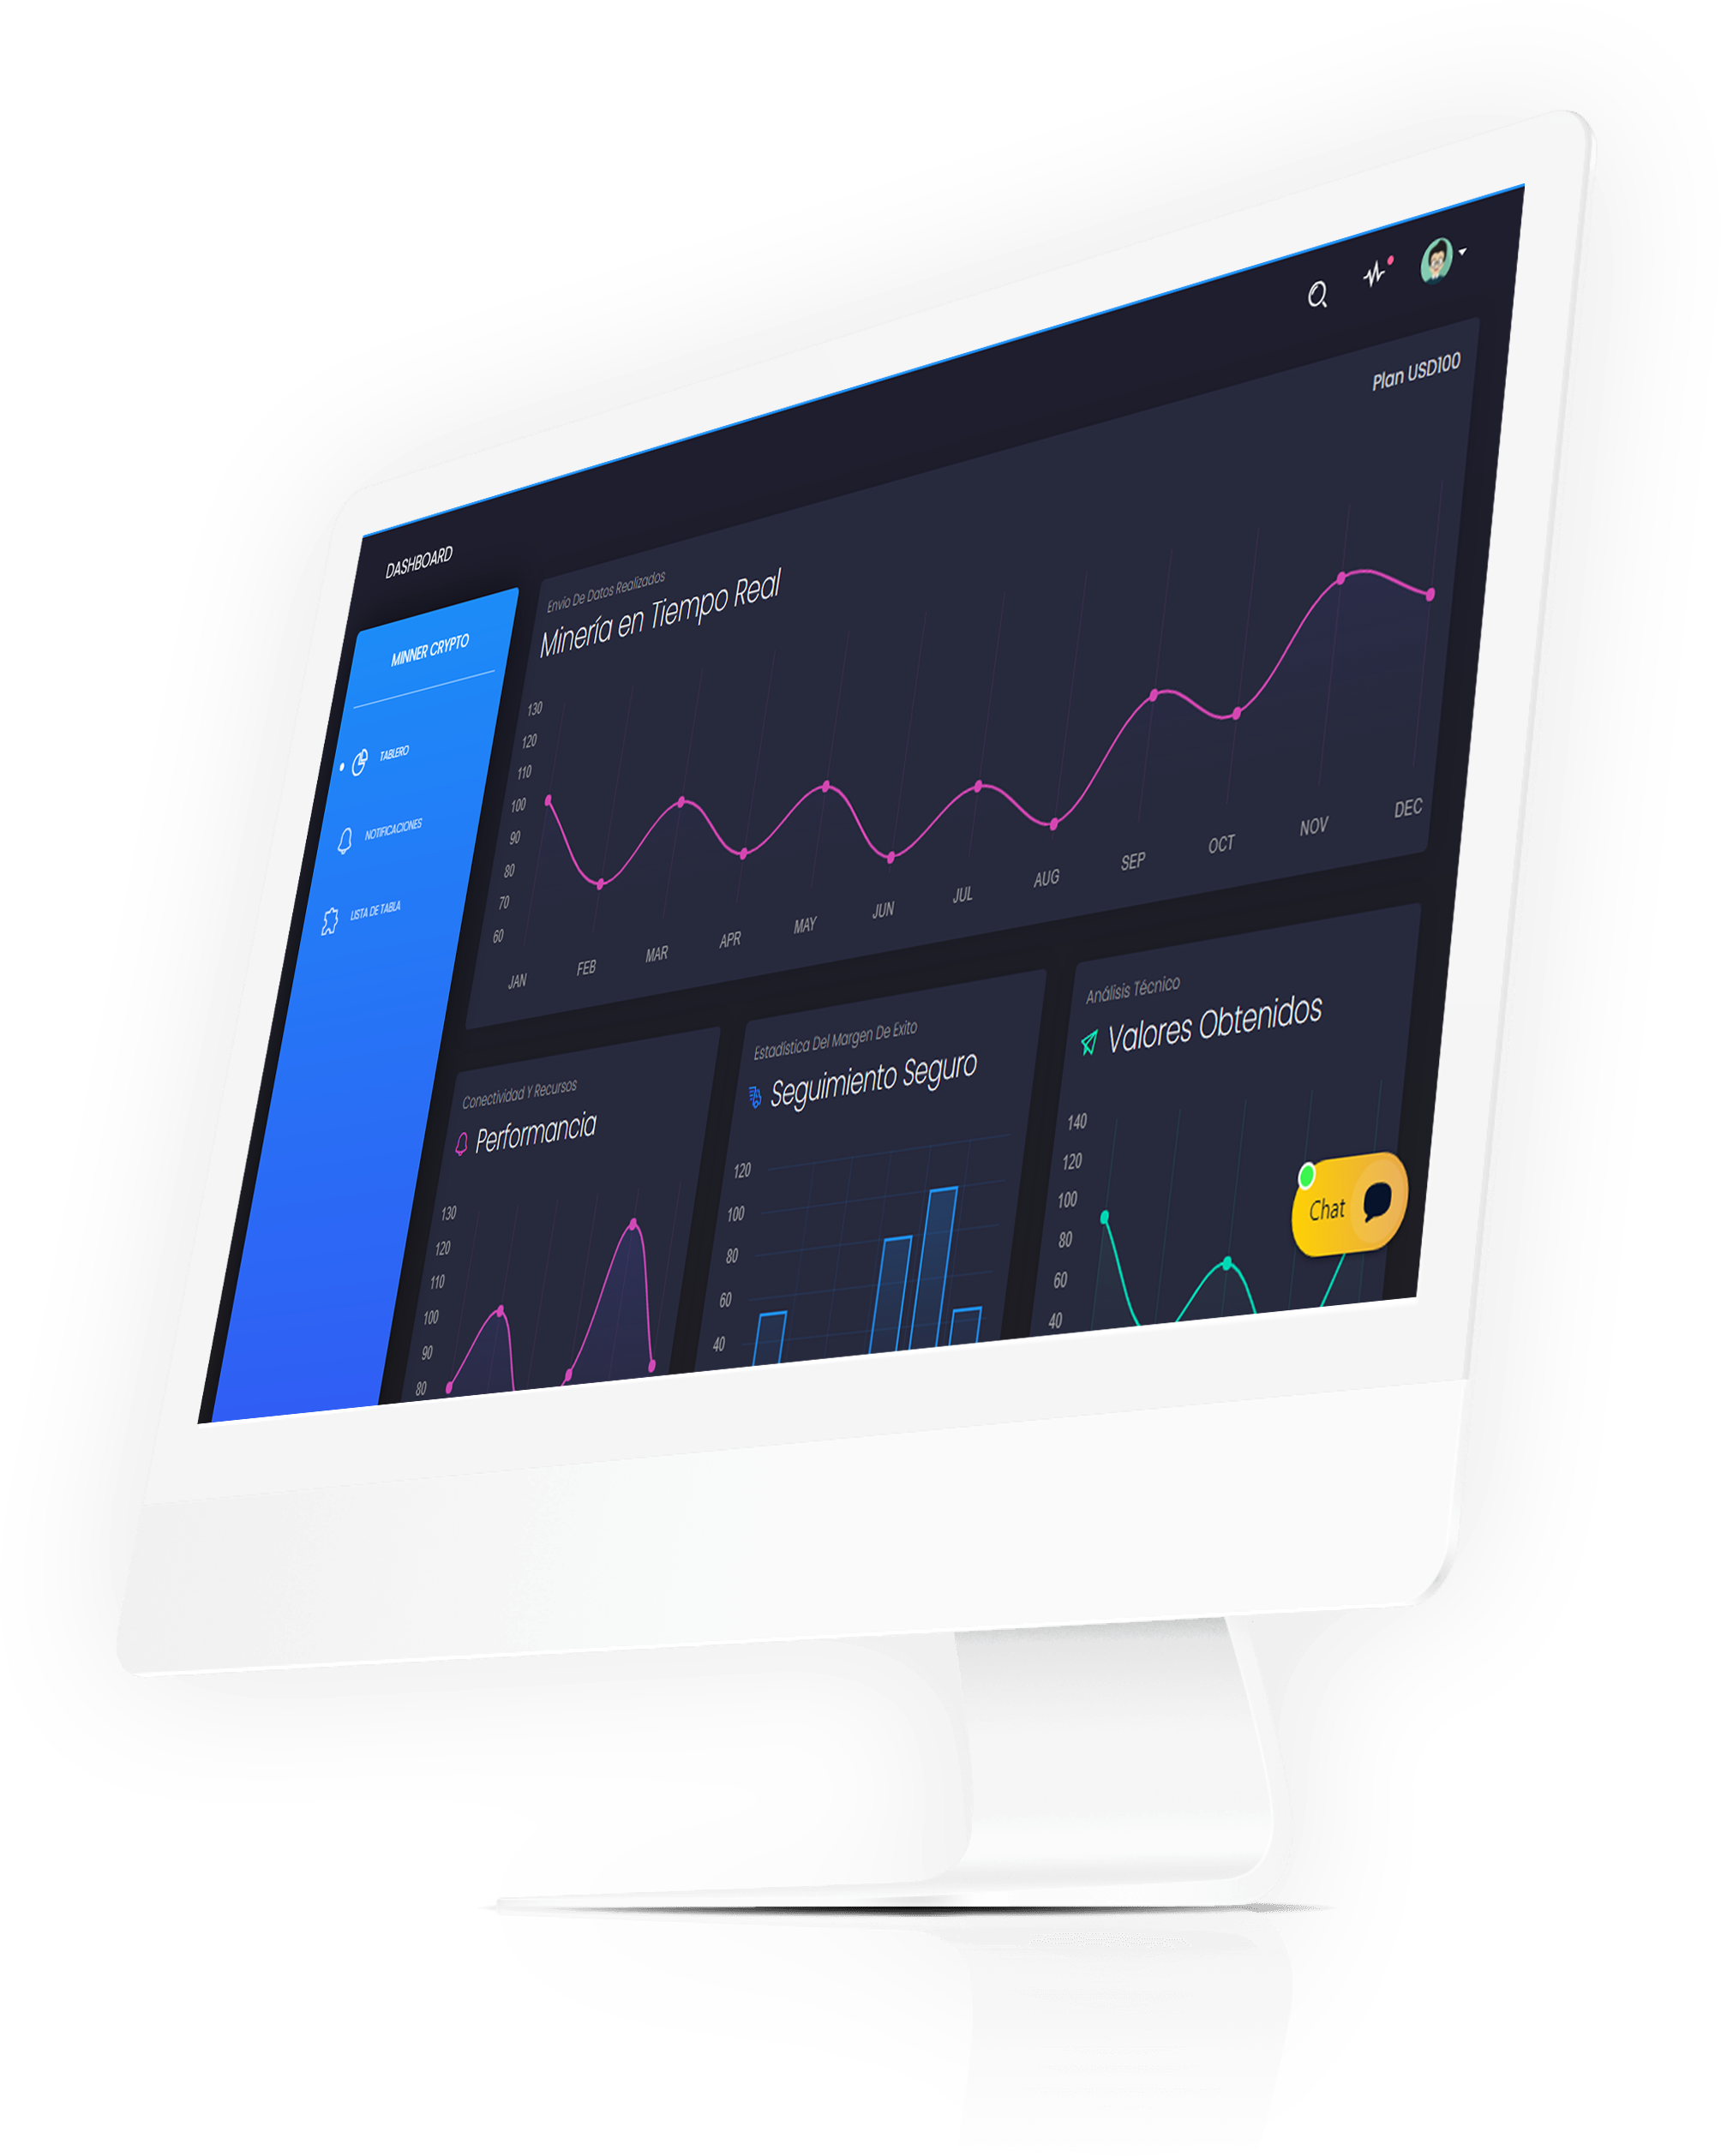 DASHBOARD
Plan USD100
MINNER CRYPTO
TABLERO
NOTIFICACIONES
LISTA DE TABLA
Envio De Datos Realizados
Minería en Tiempo Real
130
120
110
100
90
80
70
60
JAN
FEB
MAR
APR
MAY
JUN
JUL
AUG
SEP
OCT
NOV
DEC
Conectividad Y Recursos
Performancia
130
120
110
100
90
80
Estadística Del Margen De Exito
Seguimiento Seguro
120
100
80
60
40
Análisis Técnico
Valores Obtenidos
140
120
100
80
60
40
Chat